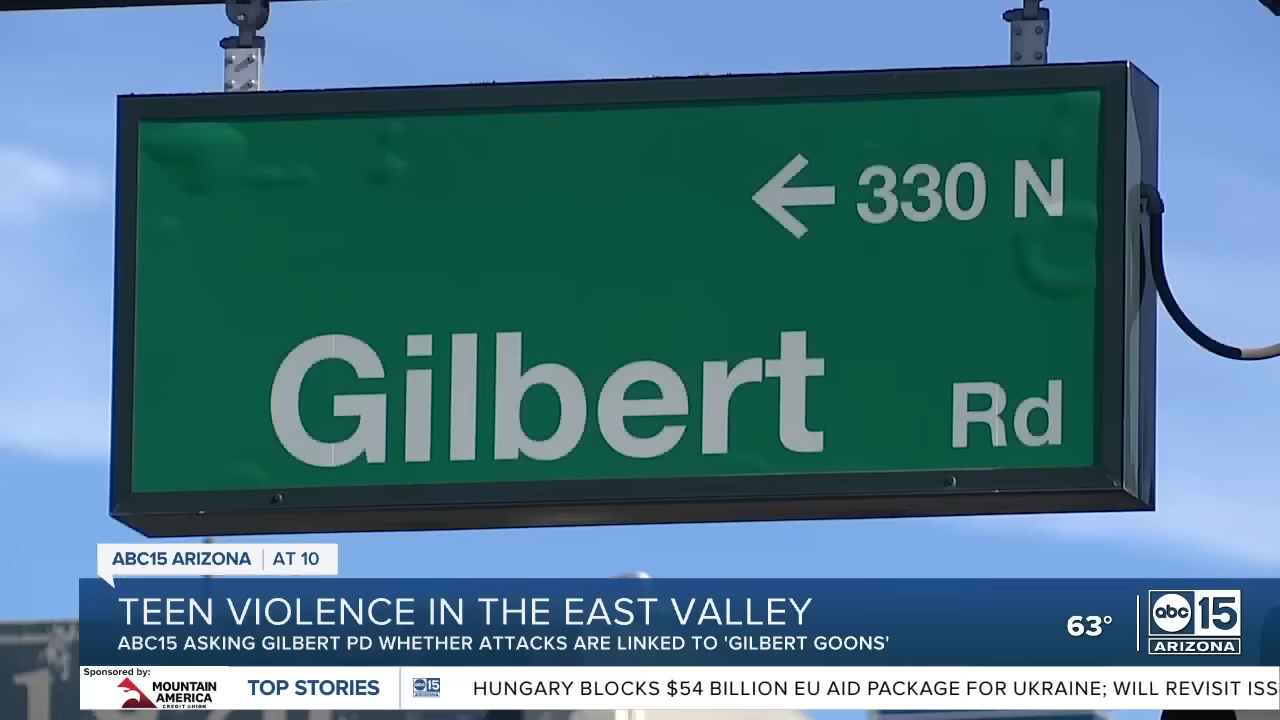 ← 330 N
Gilbert Rd
ABC15 ARIZONA | AT 10
TEEN VIOLENCE IN THE EAST VALLEY
ABC15 ASKING GILBERT PD WHETHER ATTACKS ARE LINKED TO 'GILBERT GOONS'
63°
abc 15
ARIZONA
Sponsored by:
MOUNTAIN
AMERICA
CREDIT UNION
TOP STORIES
abc 15
HUNGARY BLOCKS $54 BILLION EU AID PACKAGE FOR UKRAINE; WILL REVISIT ISS